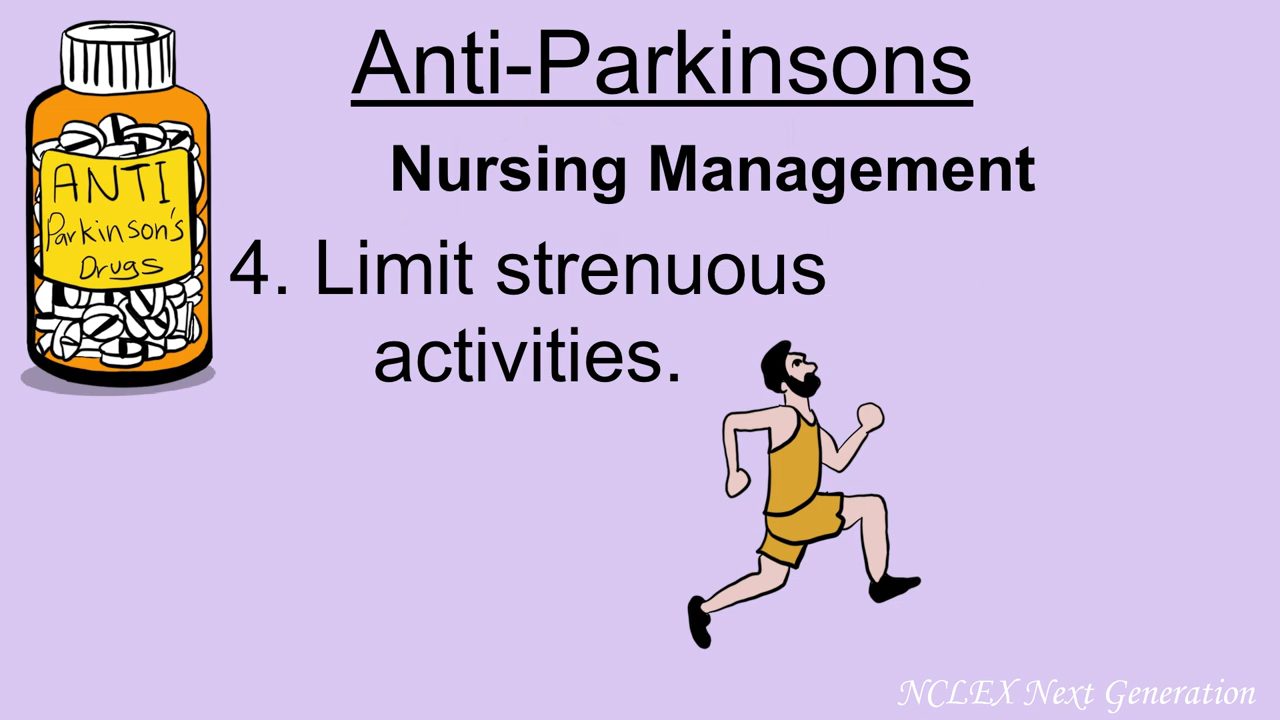 Anti-Parkinsons
Nursing Management
4. Limit strenuous
activities.
ANTI
Parkinson's
Drugs
NCLEX Next Generation